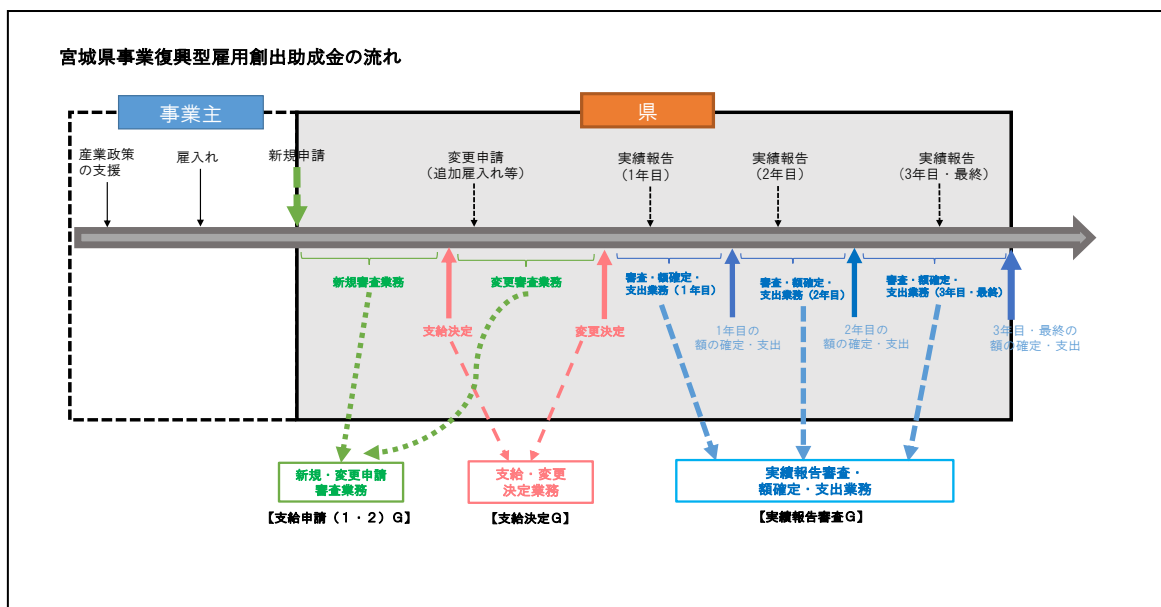 宮城県事業復興型雇用創出助成金の流れ
事業主
県
産業政策
の支援
雇入れ
新規申請
変更申請
(追加雇入れ等)
実績報告
(1年目)
実績報告
(2年目)
実績報告
(3年目・最終)
新規審査業務
変更審査業務
審査・額確定・
支出業務(1年目)
審査・額確定・
支出業務(2年目)
審査・額確定・
支出業務(3年目・最終)
支給決定
変更決定
1年目の
額の確定・支出
2年目の
額の確定・支出
3年目・最終の
額の確定・支出
新規・変更申請
審査業務
支給・変更
決定業務
実績報告審査・
額確定・支出業務
【支給申請(1・2)G】
【支給決定G】
【実績報告審査G】